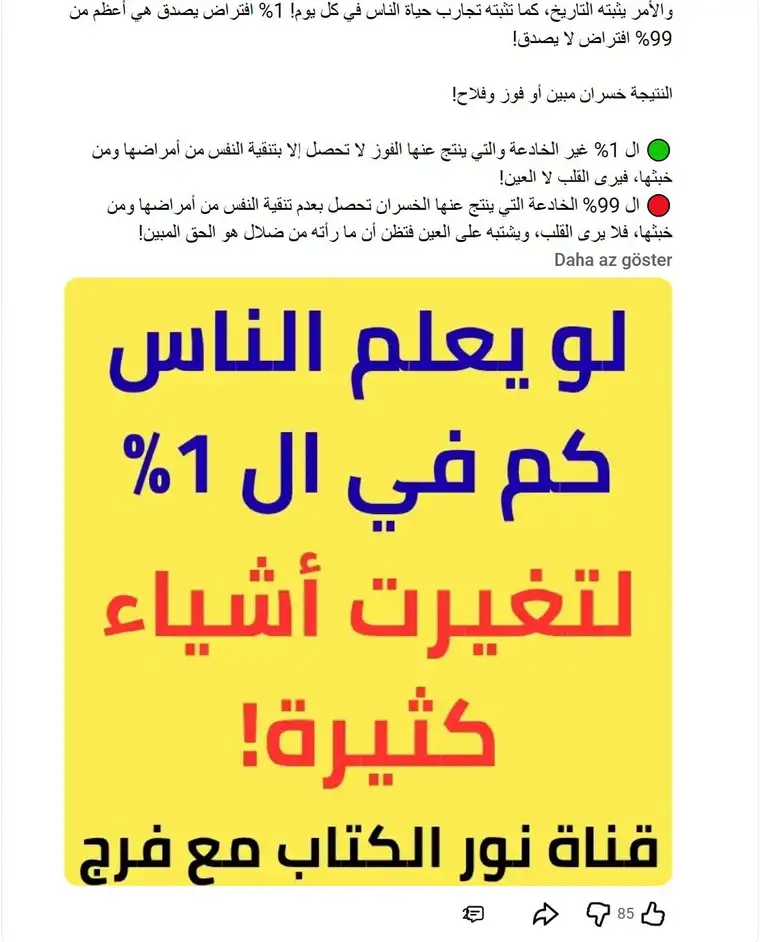 والأمر يثبته التاريخ، كما تثبته تجارب حياة الناس في كل يوم! 1% افتراض يصدق هي أعظم من
99% افتراض لا يصدق!
النتيجة خسران مبين أو فوز وفلاح!
ال 1% غير الخادعة والتي ينتج عنها الفوز لا تحصل إلا بتنقية النفس من أمراضها ومن
خبثها، فيرى القلب لا العين!
ال 99% الخادعة التي ينتج عنها الخسران تحصل بعدم تنقية النفس من أمراضها ومن
خبثها، فلا يرى القلب، ويشتبه على العين فتظن أن ما رأته من ضلال هو الحق المبين!
Daha az göster
لو يعلم الناس
كم في ال 1%
لتغيرت أشياء
كثيرة!
قناة نور الكتاب مع فرج
85
2